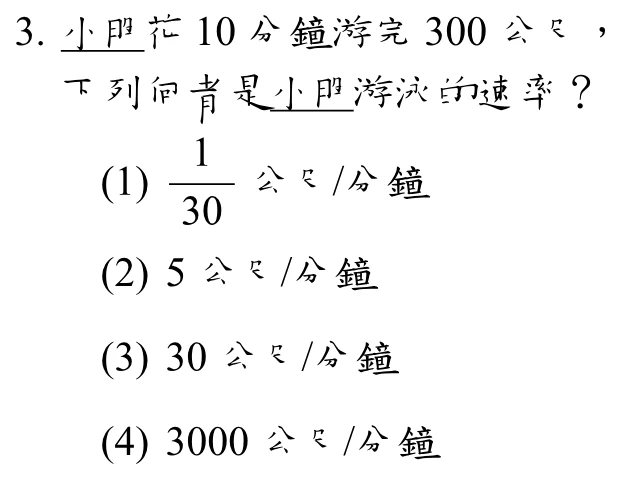 3. 小明花 10 分鐘游完 300 公尺，
下列何者是小明游泳的速率？
(1) 1/30 公尺/分鐘
(2) 5 公尺/分鐘
(3) 30 公尺/分鐘
(4) 3000 公尺/分鐘